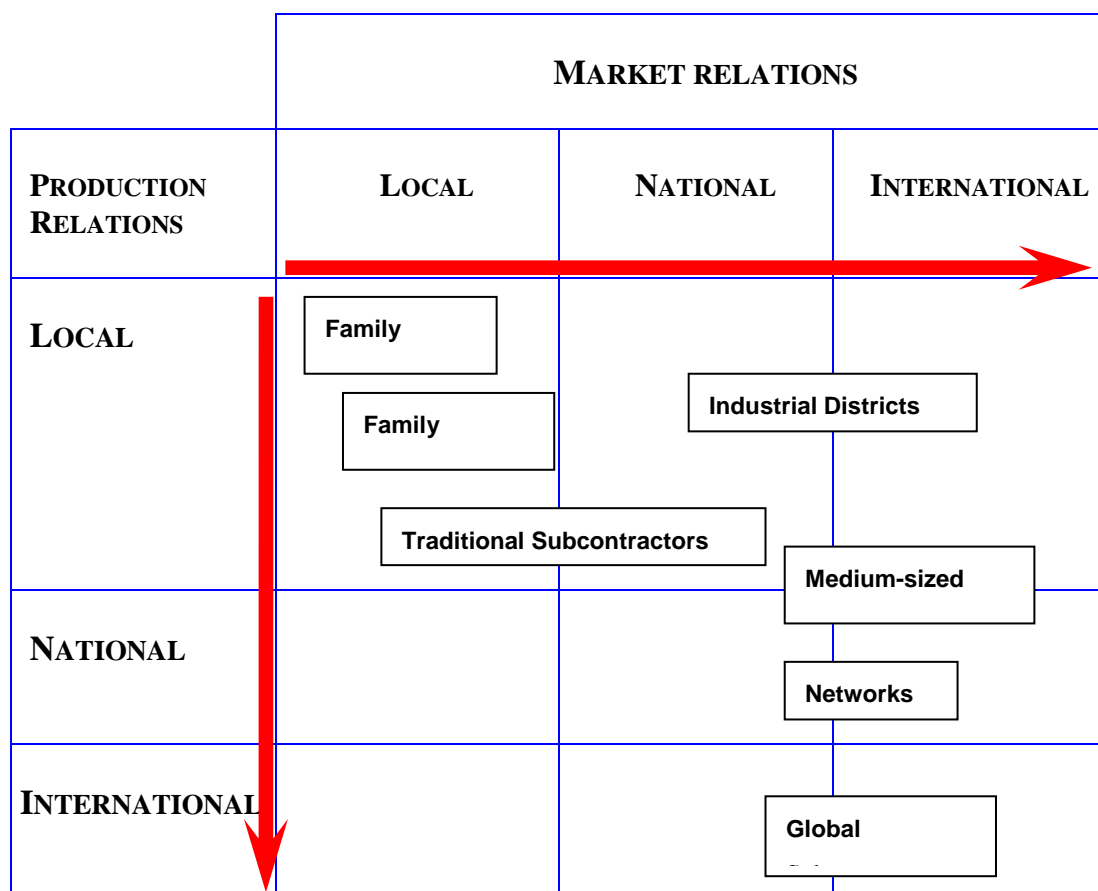 MARKET RELATIONS
PRODUCTION
RELATIONS
LOCAL
NATIONAL
INTERNATIONAL
LOCAL
Family
Industrial Districts
Family
Traditional Subcontractors
Medium-sized
NATIONAL
Networks
INTERNATIONAL
Global